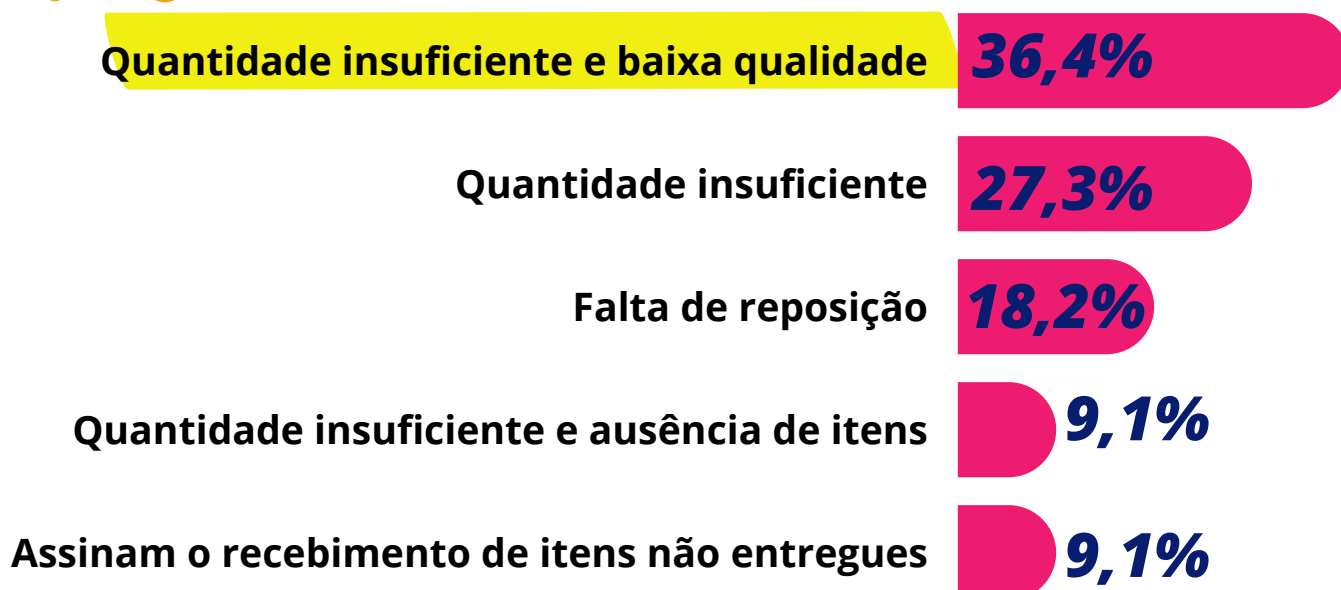 Quantidade insuficiente e baixa qualidade 36,4%
Quantidade insuficiente 27,3%
Falta de reposição 18,2%
Quantidade insuficiente e ausência de itens 9,1%
Assinam o recebimento de itens não entregues 9,1%